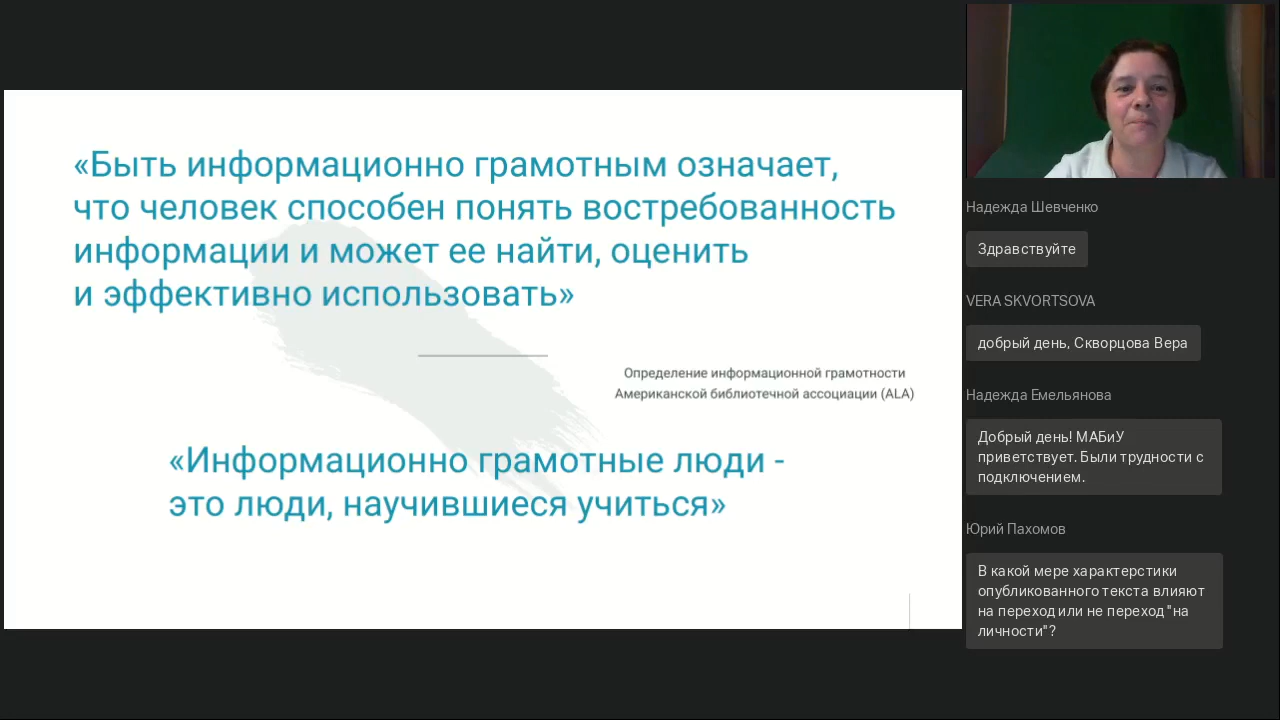 «Быть информационно грамотным означает,
что человек способен понять востребованность
информации и может ее найти, оценить
и эффективно использовать»
Определение информационной грамотности
Американской библиотечной ассоциации (ALA)
«Информационно грамотные люди -
это люди, научившиеся учиться»
Надежда Шевченко
Здравствуйте
VERA SKVORTSOVA
добрый день, Скворцова Вера
Надежда Емельянова
Добрый день! МАБиУ
приветствует. Были трудности с
подключением.
Юрий Пахомов
В какой мере характерстики
опубликованного текста влияют
на переход или не переход "на
личности"?